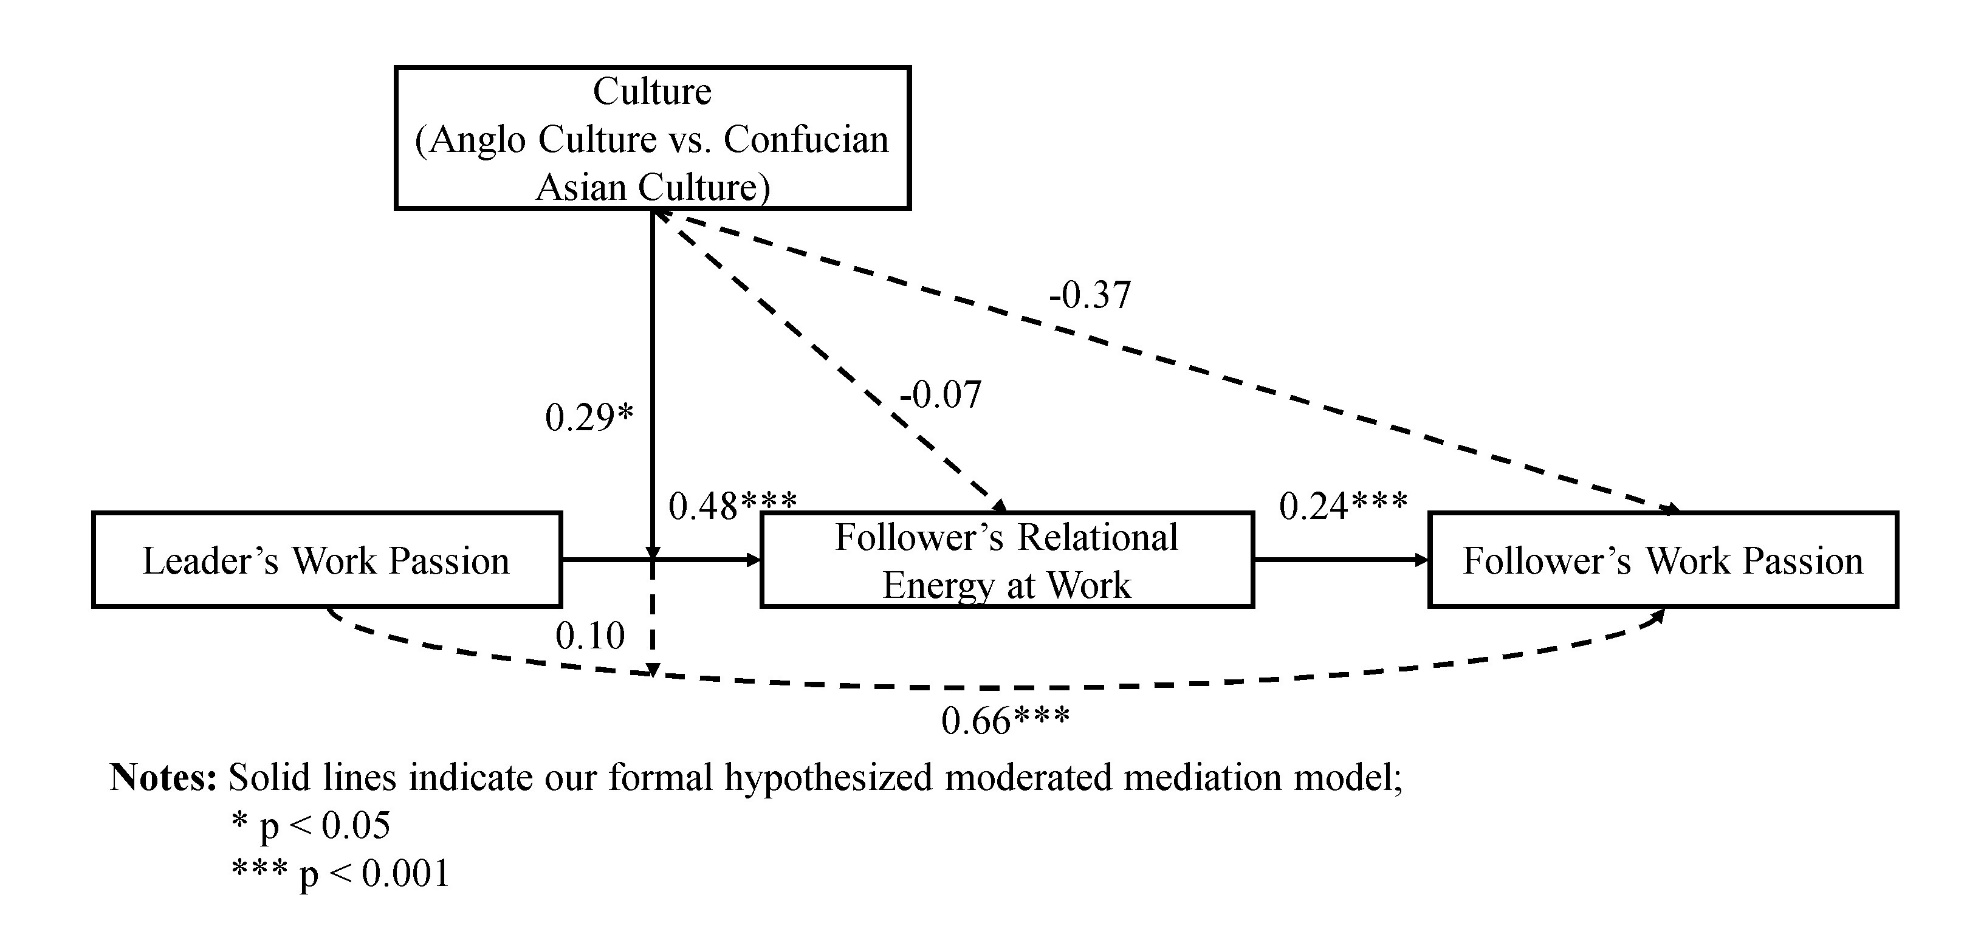 Culture
(Anglo Culture vs. Confucian
Asian Culture)
-0.37
-0.07
0.29*
0.48***
0.24***
Leader’s Work Passion
Follower’s Relational
Energy at Work
Follower’s Work Passion
0.10
0.66***
Notes: Solid lines indicate our formal hypothesized moderated mediation model;
* p < 0.05
*** p < 0.001